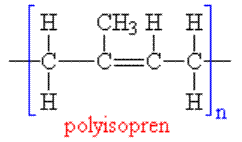 H CH3 H H
C C=C C
H H
n
polyisopren